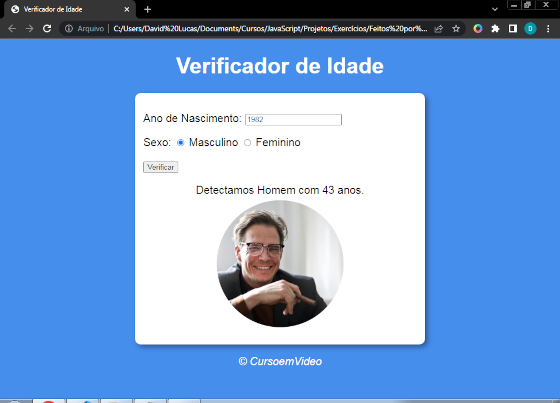 Verificador de Idade
Arquivo | C:/Users/David%20Lucas/Documents/Cursos/JavaScript/Projetos/Exercícios/Feitos%20por%...
D
Verificador de Idade
Ano de Nascimento: 1982
Sexo: Masculino Feminino
Verificar
Detectamos Homem com 43 anos.
© CursoemVideo